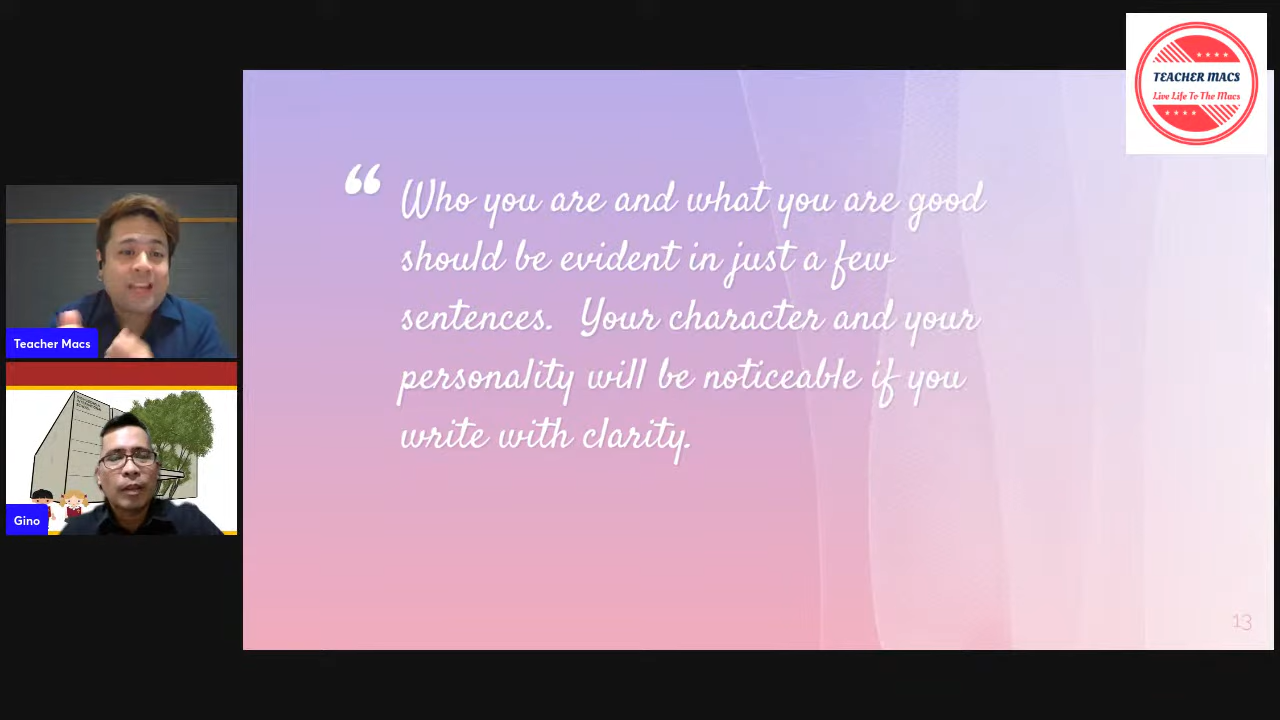 TEACHER MACS
Live Life To The Macs
“ Who you are and what you are good
should be evident in just a few
sentences. Your character and your
personality will be noticeable if you
write with clarity.
Teacher Macs
Gino
13